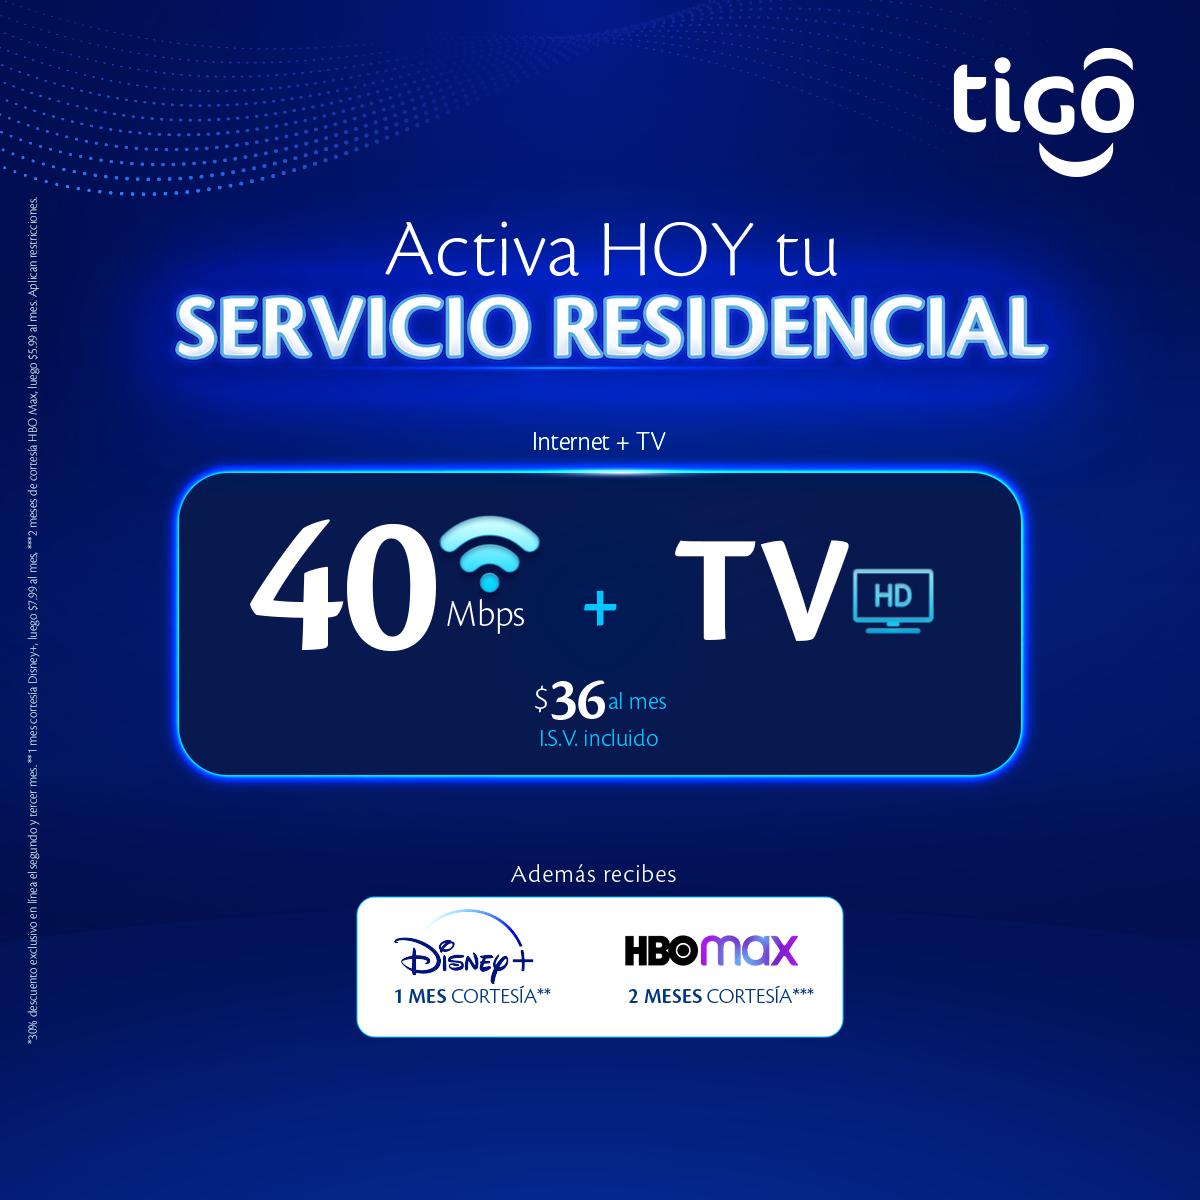 tigo
Activa HOY tu
SERVICIO RESIDENCIAL
Internet + TV
40 Mbps + TV HD
$36 al mes
I.S.V. incluido
Además recibes
Disney+ HBOmax
1 MES CORTESÍA** 2 MESES CORTESÍA***
*30% descuento exclusivo en línea el segundo y tercer mes. **1 mes cortesía Disney+, luego $7.99 al mes. ***2 meses de cortesía HBO Max, luego $5.99 al mes. Aplican restricciones.